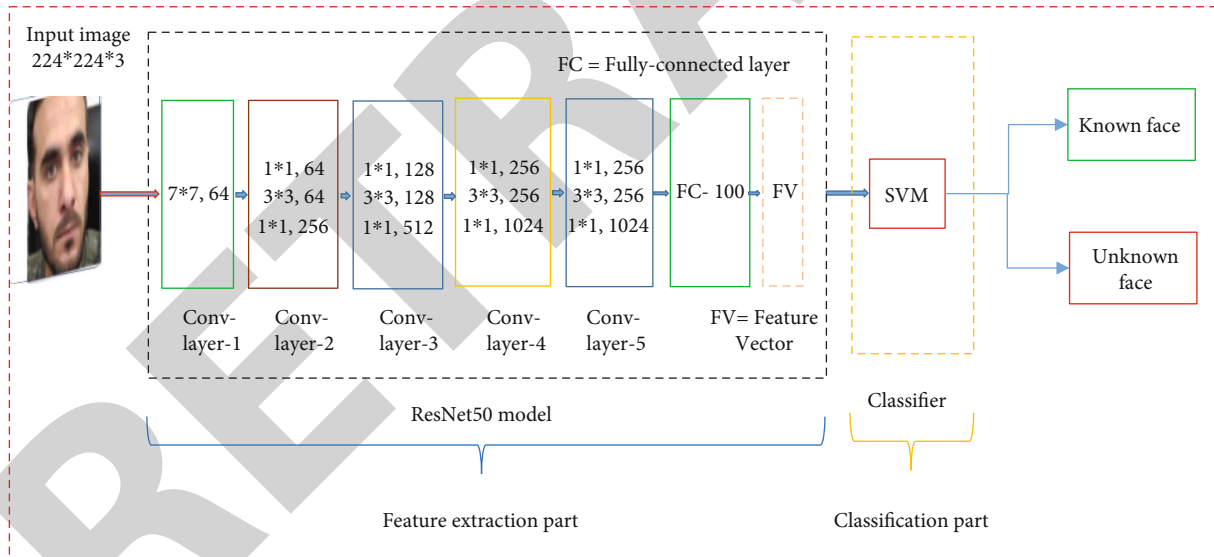 Input image
224*224*3
FC = Fully-connected layer
7*7, 64
1*1, 64
3*3, 64
1*1, 256
1*1, 128
3*3, 128
1*1, 512
1*1, 256
3*3, 256
1*1, 1024
1*1, 256
3*3, 256
1*1, 1024
FC- 100
FV
SVM
Known face
Unknown
face
Conv-
layer-1
Conv-
layer-2
Conv-
layer-3
Conv-
layer-4
Conv-
layer-5
FV= Feature
Vector
ResNet50 model
Classifier
Feature extraction part
Classification part
RETRA